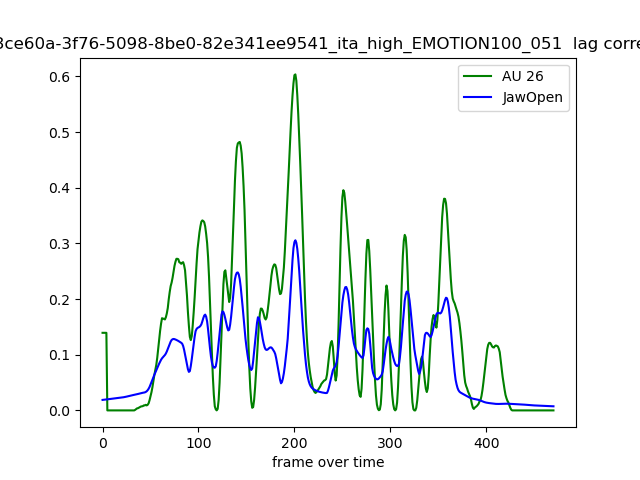 3ce60a-3f76-5098-8be0-82e341ee9541_ita_high_EMOTION100_051 lag corre
AU 26
JawOpen
0.6
0.5
0.4
0.3
0.2
0.1
0.0
0 100 200 300 400
frame over time